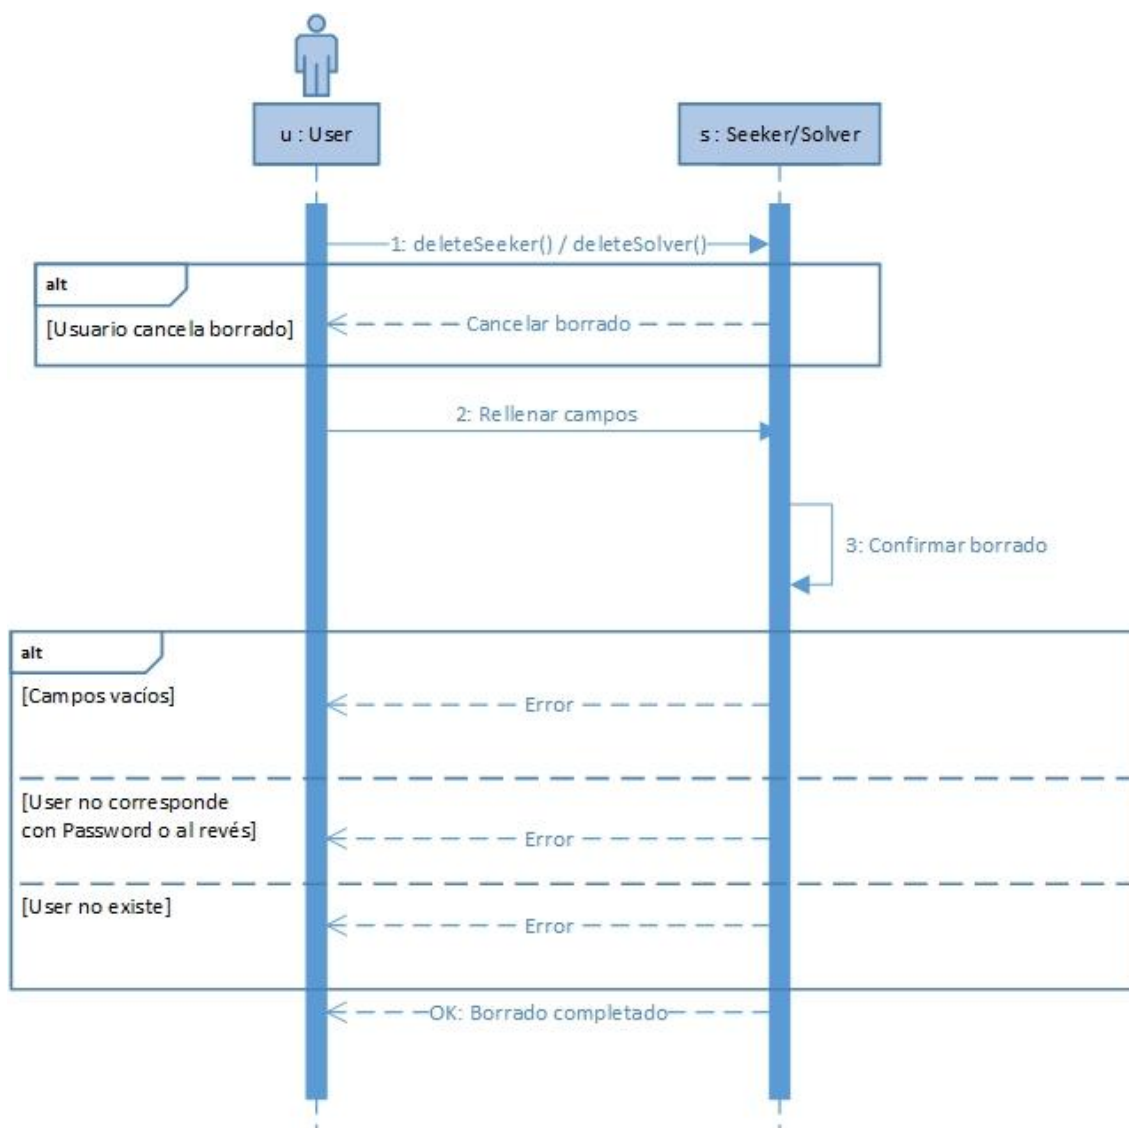 u : User
s : Seeker/Solver
1: deleteSeeker() / deleteSolver()
alt
[Usuario cancela borrado]
Cancelar borrado
2: Rellenar campos
3: Confirmar borrado
alt
[Campos vacíos]
Error
[User no corresponde
con Password o al revés]
Error
[User no existe]
Error
OK: Borrado completado